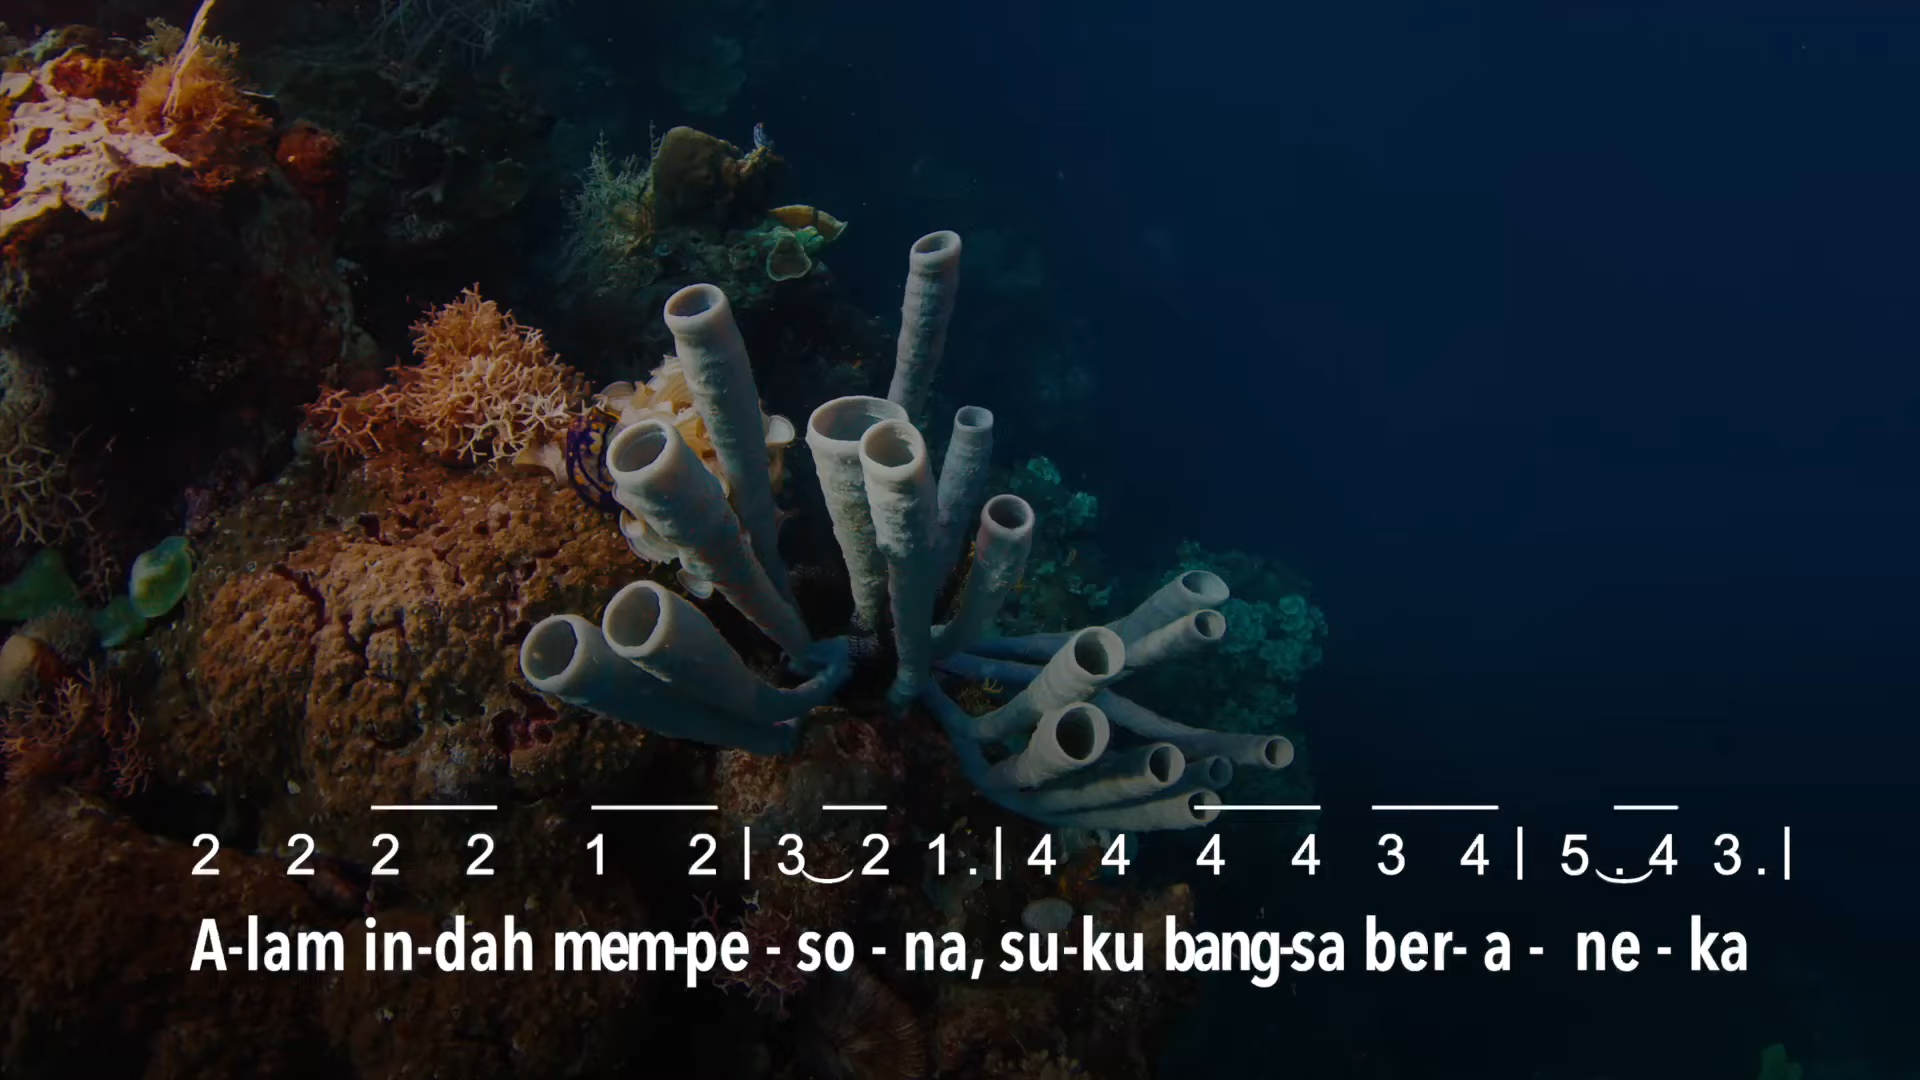 2 2 2 2 1 2 | 3 2 1 . | 4 4 4 4 3 4 | 5 . 4 3 . |
A-lam in-dah mem-pe - so - na, su-ku bang-sa ber- a - ne - ka